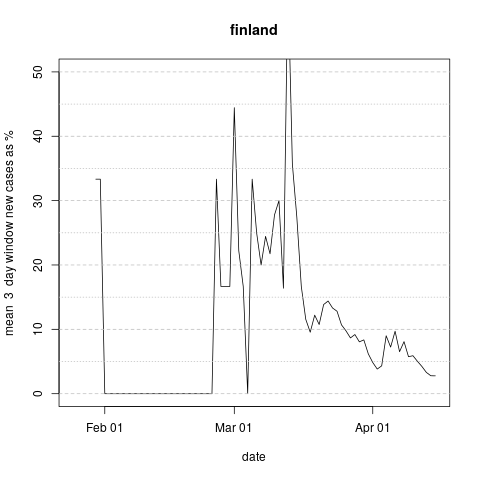 finland
mean 3 day window new cases as %
50
40
30
20
10
0
Feb 01
Mar 01
Apr 01
date